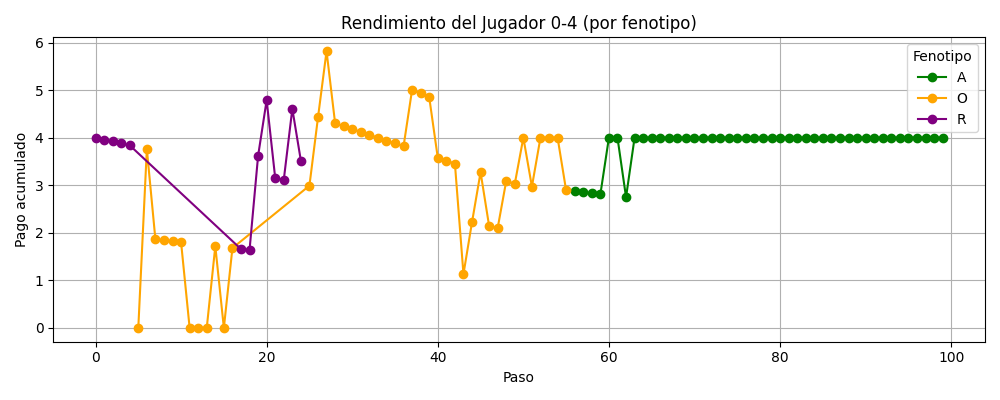 Rendimiento del Jugador 0-4 (por fenotipo)
Pago acumulado
6
5
4
3
2
1
0
Fenotipo
A
O
R
0 20 40 60 80 100
Paso